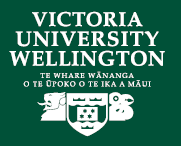 VICTORIA
UNIVERSITY
WELLINGTON
TE WHARE WĀNANGA
O TE ŪPOKO O TE IKA A MĀUI